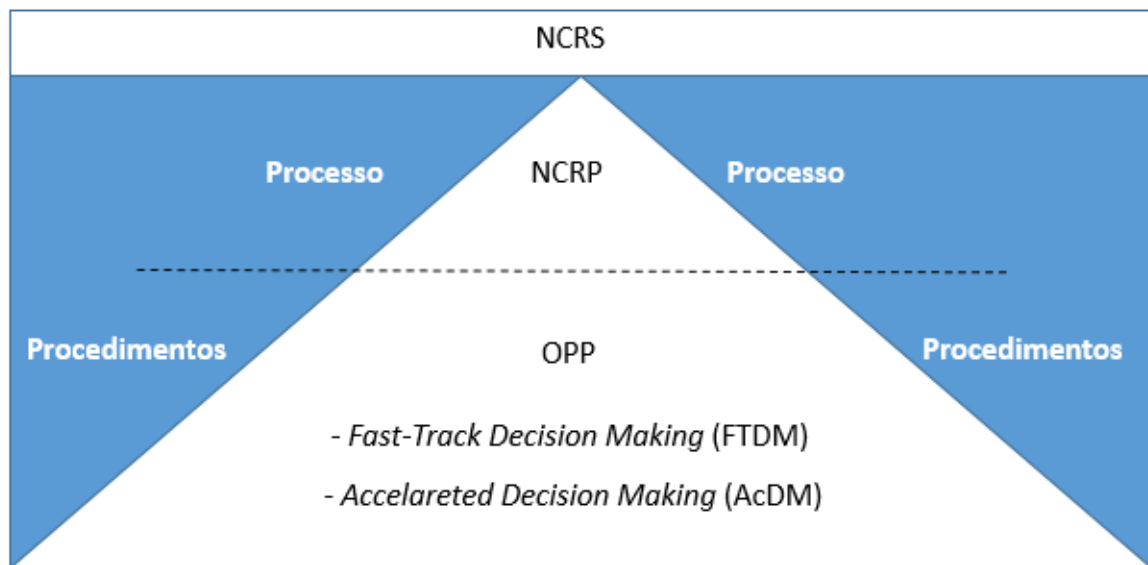 NCRS
Processo NCRP Processo
Procedimentos OPP Procedimentos
- Fast-Track Decision Making (FTDM)
- Accelareted Decision Making (AcDM)